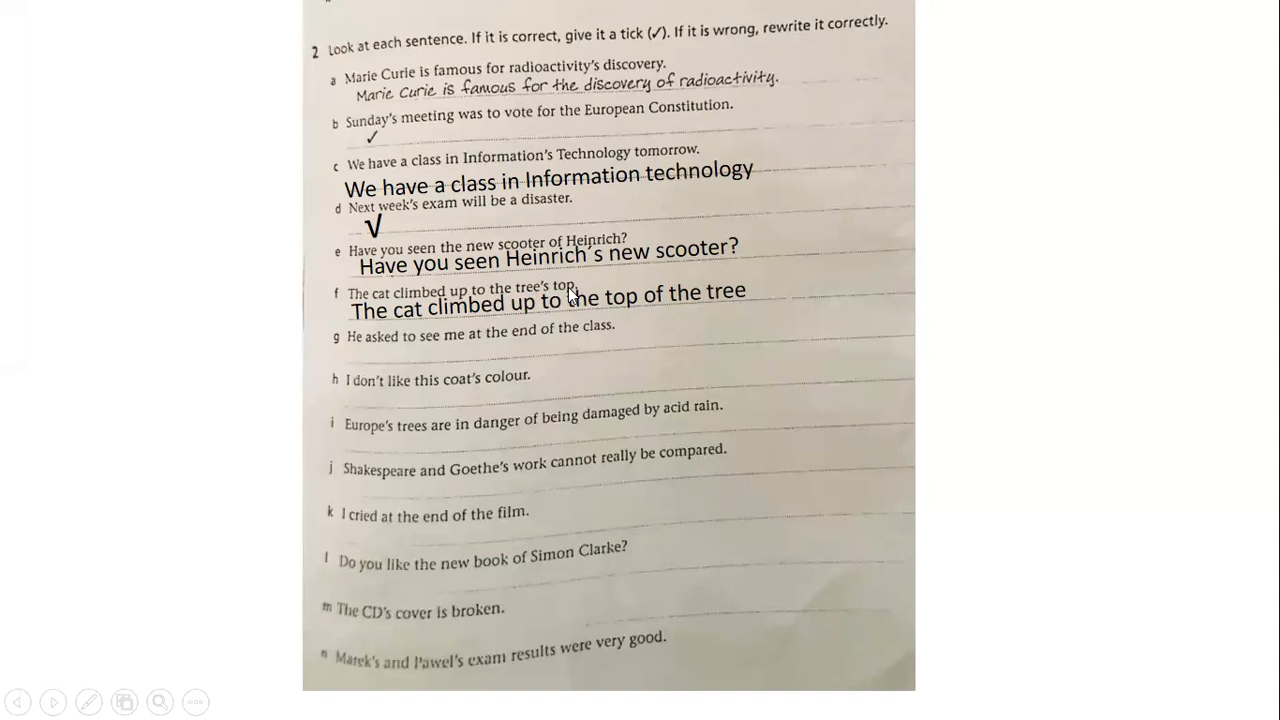 2 Look at each sentence. If it is correct, give it a tick (✓). If it is wrong, rewrite it correctly.
a Marie Curie is famous for radioactivity's discovery.
Marie Curie is famous for the discovery of radioactivity.
b Sunday's meeting was to vote for the European Constitution.
✓
c We have a class in Information's Technology tomorrow.
We have a class in Information technology
d Next week's exam will be a disaster.
√
e Have you seen the new scooter of Heinrich?
Have you seen Heinrich´s new scooter?
f The cat climbed up to the tree's top.
The cat climbed up to the top of the tree
g He asked to see me at the end of the class.
h I don't like this coat's colour.
i Europe's trees are in danger of being damaged by acid rain.
j Shakespeare and Goethe's work cannot really be compared.
k I cried at the end of the film.
l Do you like the new book of Simon Clarke?
m The CD's cover is broken.
n Marek's and Pawel's exam results were very good.